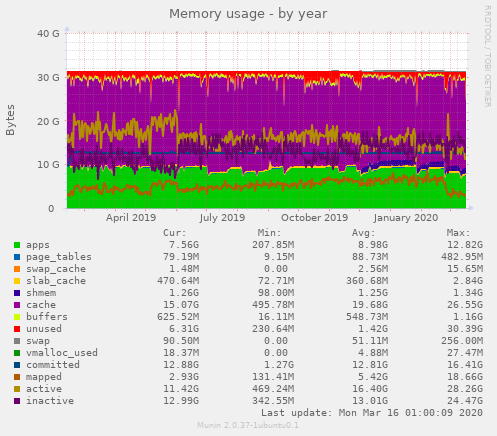 Memory usage - by year
RRDTOOL / TOBI OETIKER
Bytes
40 G
30 G
20 G
10 G
0
April 2019 July 2019 October 2019 January 2020
Cur: Min: Avg: Max:
apps 7.56G 207.85M 8.98G 12.82G
page_tables 79.19M 9.15M 88.73M 482.95M
swap_cache 1.48M 0.00 2.56M 15.65M
slab_cache 470.64M 72.71M 360.68M 2.84G
shmem 1.26G 98.00M 1.25G 1.34G
cache 15.07G 495.78M 19.68G 26.55G
buffers 625.52M 16.11M 548.73M 1.16G
unused 6.31G 230.64M 1.42G 30.39G
swap 90.50M 0.00 51.11M 256.00M
vmalloc_used 18.37M 0.00 4.88M 27.47M
committed 12.88G 1.27G 12.81G 16.41G
mapped 2.93G 131.41M 5.42G 18.66G
active 11.42G 469.24M 16.40G 28.26G
inactive 12.99G 342.55M 13.01G 24.47G
Last update: Mon Mar 16 01:00:09 2020
Munin 2.0.37-1ubuntu0.1